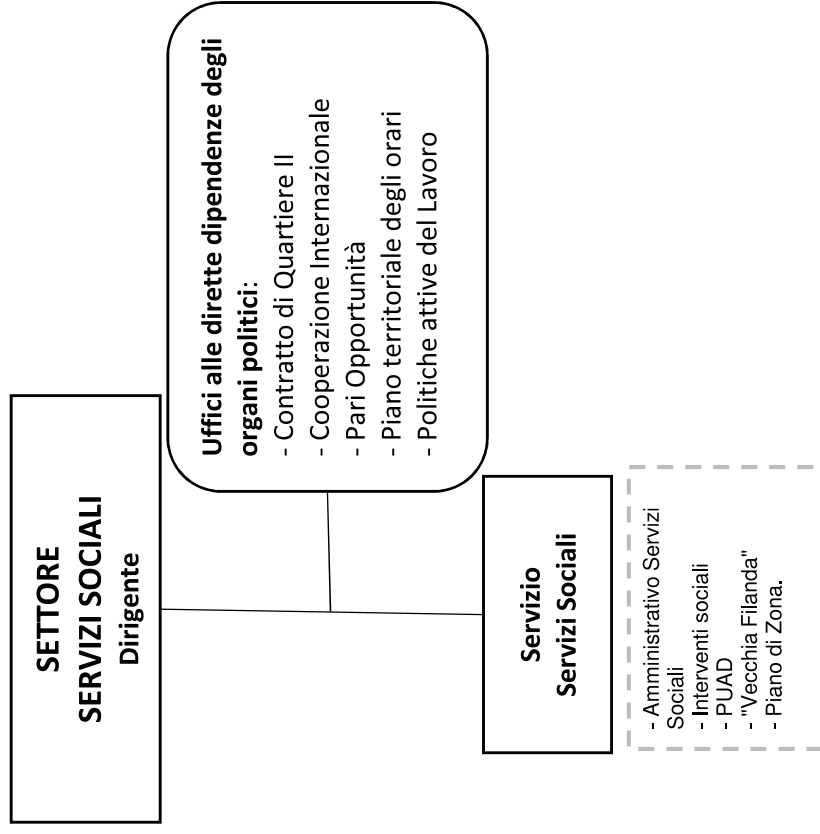 SETTORE
SERVIZI SOCIALI
Dirigente
Uffici alle dirette dipendenze degli
organi politici:
- Contratto di Quartiere II
- Cooperazione Internazionale
- Pari Opportunità
- Piano territoriale degli orari
- Politiche attive del Lavoro
Servizio
Servizi Sociali
- Amministrativo Servizi
Sociali
- Interventi sociali
- PUAD
- "Vecchia Filanda"
- Piano di Zona.